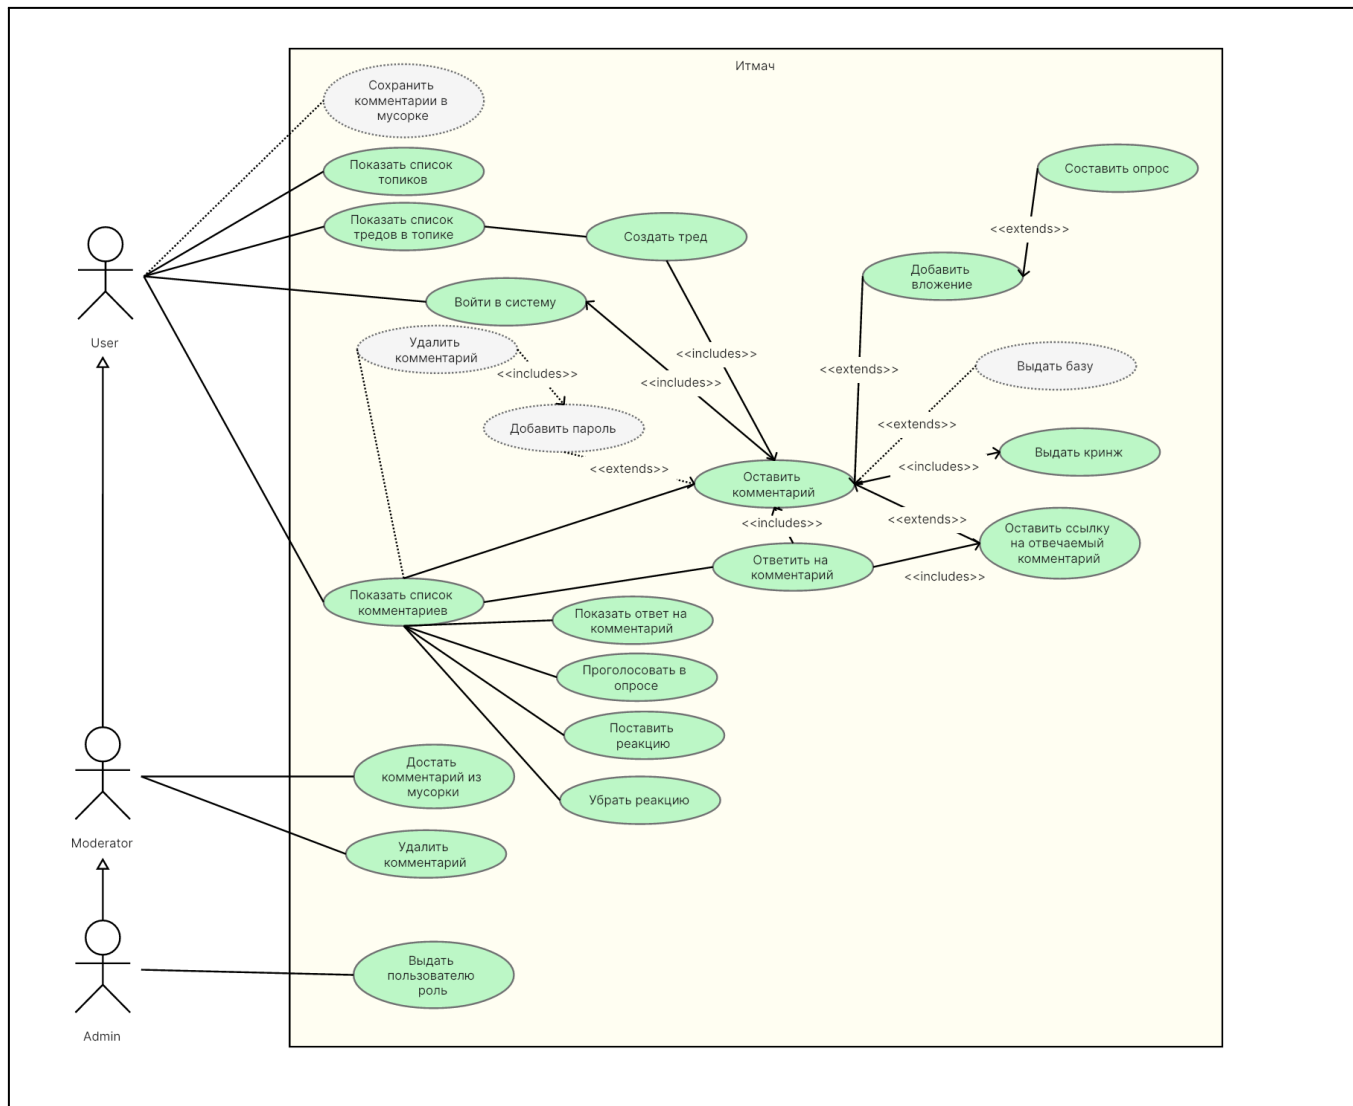 Итмач
Сохранить
комментарии в
мусорке
Показать список
топиков
Составить опрос
Показать список
тредов в топике
Создать тред
<<extends>>
Добавить
вложение
Войти в систему
User
Удалить
комментарий
<<includes>>
<<includes>>
<<includes>>
<<extends>>
Выдать базу
Добавить пароль
<<extends>>
<<extends>>
<<includes>>
Выдать кринж
Оставить
комментарий
<<includes>>
<<extends>>
Оставить ссылку
на отвечаемый
комментарий
Ответить на
комментарий
<<includes>>
Показать список
комментариев
Показать ответ на
комментарий
Проголосовать в
опросе
Поставить
реакцию
Достать
комментарий из
мусорки
Убрать реакцию
Moderator
Удалить
комментарий
Выдать
пользователю
роль
Admin